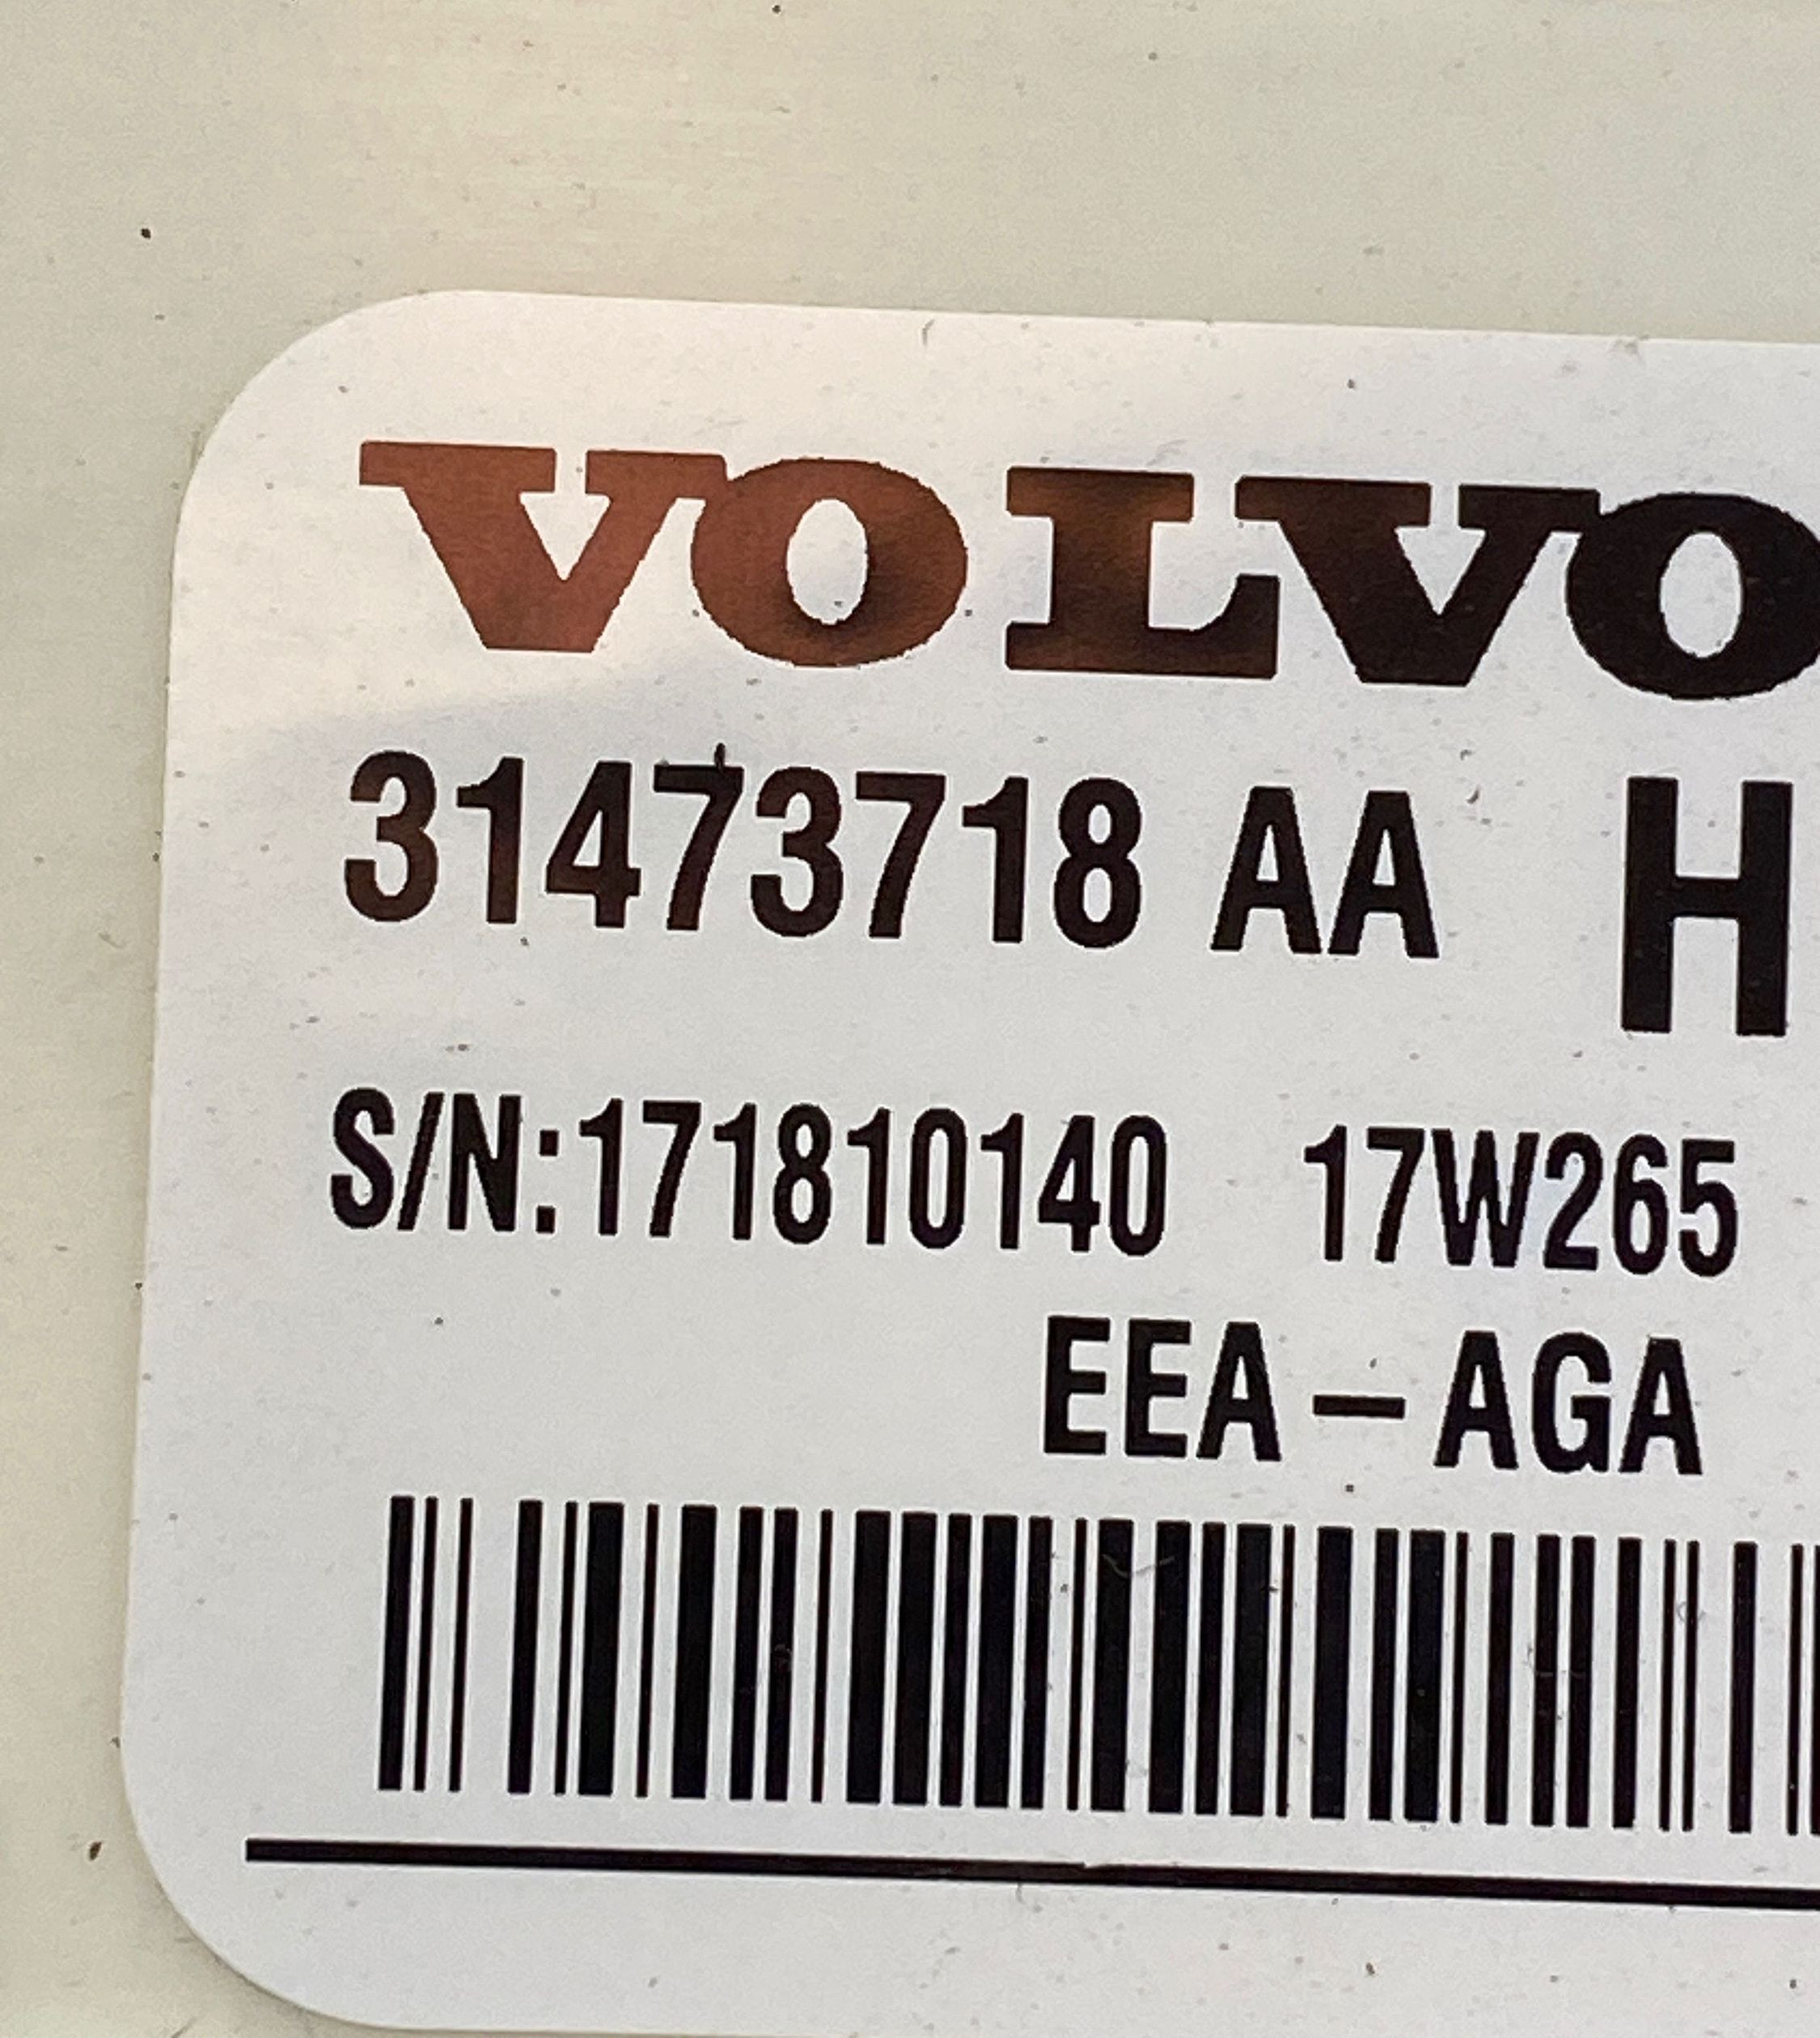 VOLVO
31473718 AA H
S/N:171810140 17W265
EEA – AGA